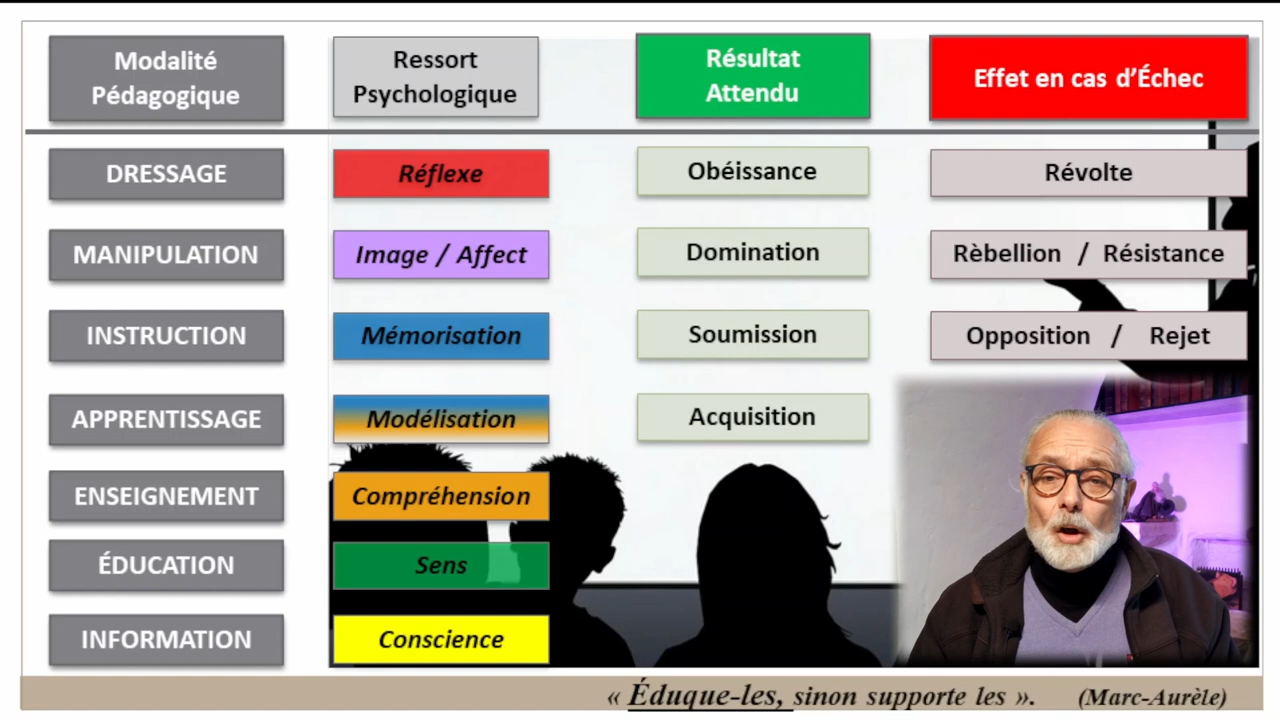 Modalité
Pédagogique
Ressort
Psychologique
Résultat
Attendu
Effet en cas d’Échec
DRESSAGE
Réflexe
Obéissance
Révolte
MANIPULATION
Image / Affect
Domination
Rèbellion / Résistance
INSTRUCTION
Mémorisation
Soumission
Opposition / Rejet
APPRENTISSAGE
Modélisation
Acquisition
ENSEIGNEMENT
Compréhension
ÉDUCATION
Sens
INFORMATION
Conscience
« Éduque-les, sinon supporte les ». (Marc-Aurèle)